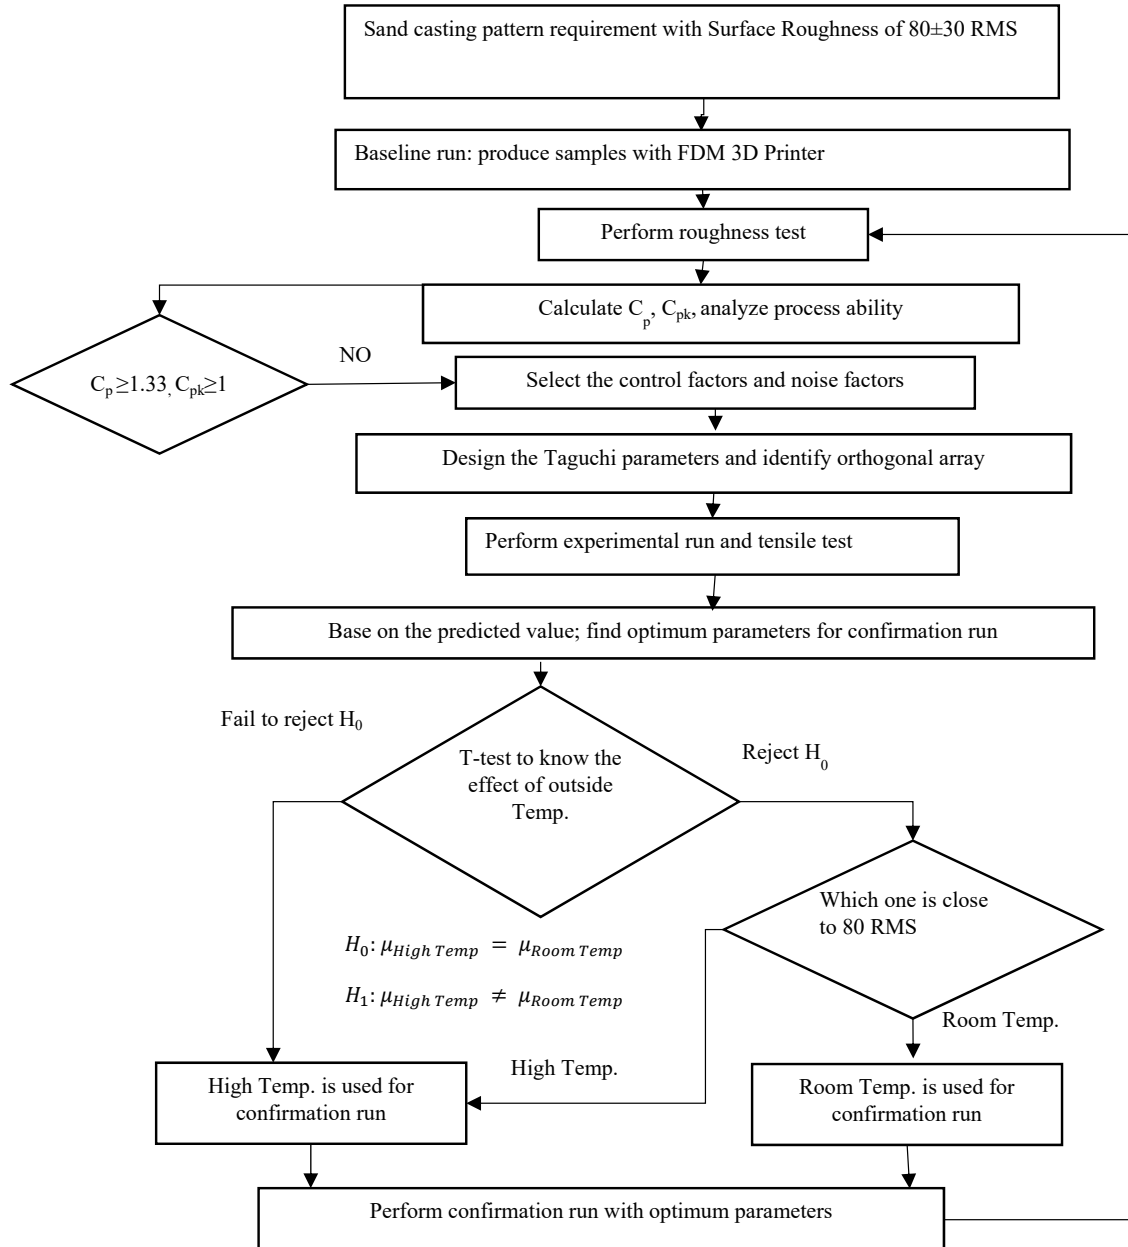 Sand casting pattern requirement with Surface Roughness of 80±30 RMS
Baseline run: produce samples with FDM 3D Printer
Perform roughness test
Calculate Cp, Cpk, analyze process ability
NO
Cp ≥1.33, Cpk≥1
Select the control factors and noise factors
Design the Taguchi parameters and identify orthogonal array
Perform experimental run and tensile test
Base on the predicted value; find optimum parameters for confirmation run
Fail to reject H0
T-test to know the
effect of outside
Temp.
Reject H0
Which one is close
to 80 RMS
H0: μHigh Temp = μRoom Temp
H1: μHigh Temp ≠ μRoom Temp
Room Temp.
High Temp.
High Temp. is used for
confirmation run
Room Temp. is used for
confirmation run
Perform confirmation run with optimum parameters